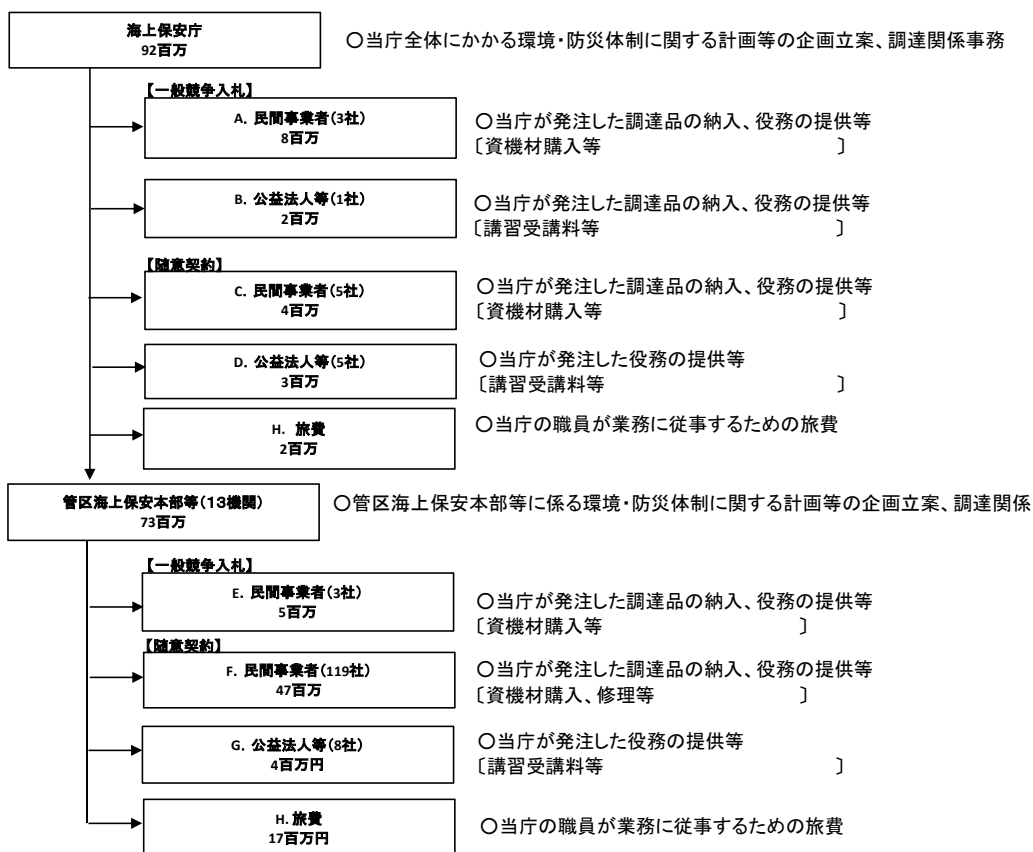 海上保安庁
92百万
○当庁全体にかかる環境・防災体制に関する計画等の企画立案、調達関係事務
【一般競争入札】
A. 民間事業者(3社)
8百万
○当庁が発注した調達品の納入、役務の提供等
〔資機材購入等 〕
B. 公益法人等(1社)
2百万
○当庁が発注した調達品の納入、役務の提供等
〔講習受講料等 〕
【随意契約】
C. 民間事業者(5社)
4百万
○当庁が発注した調達品の納入、役務の提供等
〔資機材購入等 〕
D. 公益法人等(5社)
3百万
○当庁が発注した役務の提供等
〔講習受講料等 〕
H. 旅費
2百万
○当庁の職員が業務に従事するための旅費
管区海上保安本部等(13機関)
73百万
○管区海上保安本部等に係る環境・防災体制に関する計画等の企画立案、調達関係
【一般競争入札】
E. 民間事業者(3社)
5百万
○当庁が発注した調達品の納入、役務の提供等
〔資機材購入等 〕
【随意契約】
F. 民間事業者(119社)
47百万
○当庁が発注した調達品の納入、役務の提供等
〔資機材購入、修理等 〕
G. 公益法人等(8社)
4百万円
○当庁が発注した役務の提供等
〔講習受講料等 〕
H. 旅費
17百万円
○当庁の職員が業務に従事するための旅費